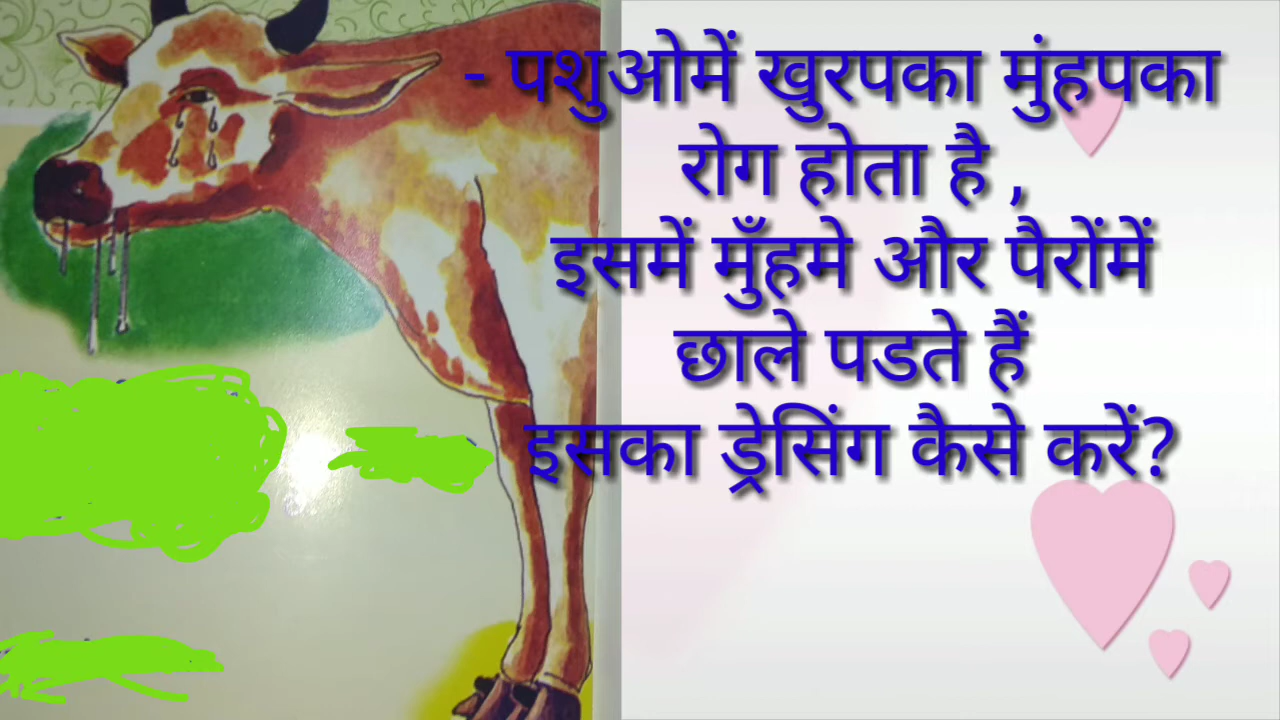 - पशुओमें खुरपका मुंहपका
रोग होता है ,
इसमें मुँहमे और पैरोंमें
छाले पडते हैं
इसका ड्रेसिंग कैसे करें?